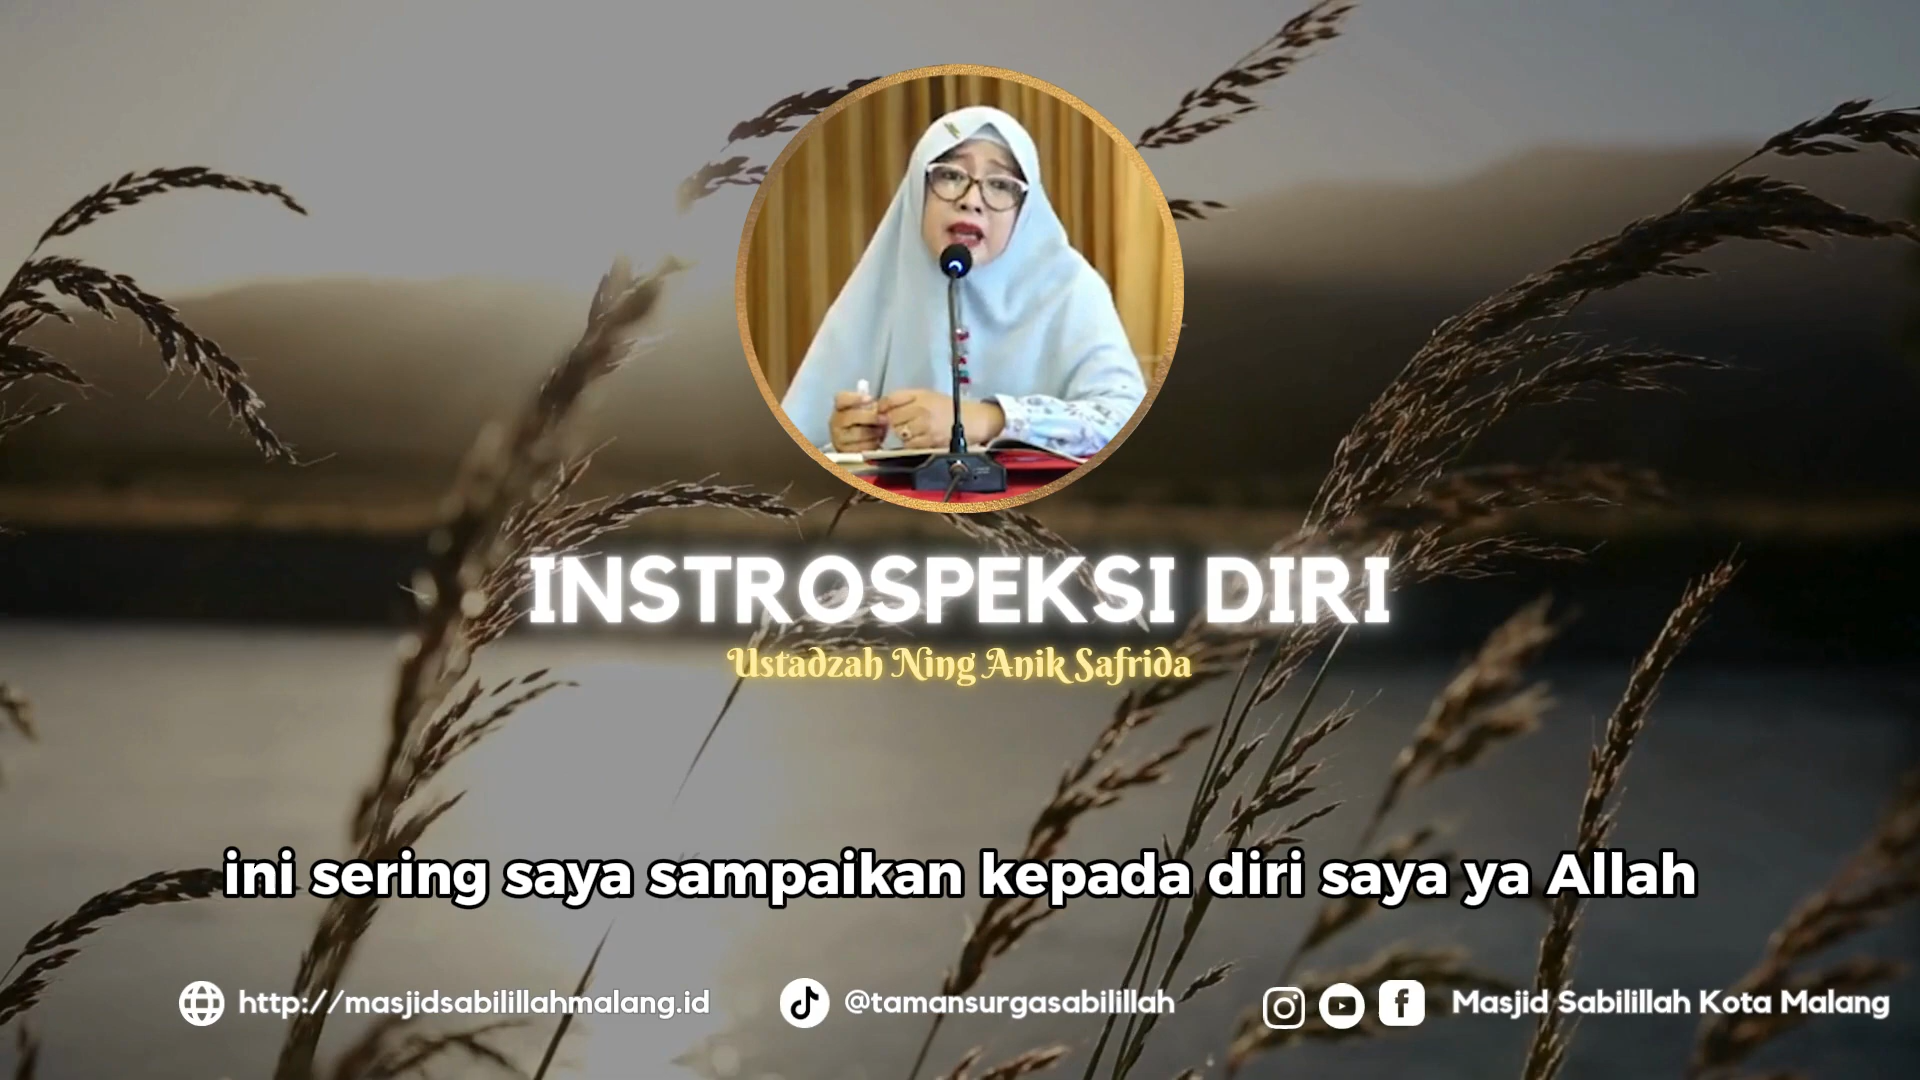 INSTROSPEKSI DIRI
Ustadzah Ning Anik Safrida
ini sering saya sampaikan kepada diri saya ya Allah
http://masjidsabilillahmalang.id
@tamansurgasabilillah
Masjid Sabilillah Kota Malang